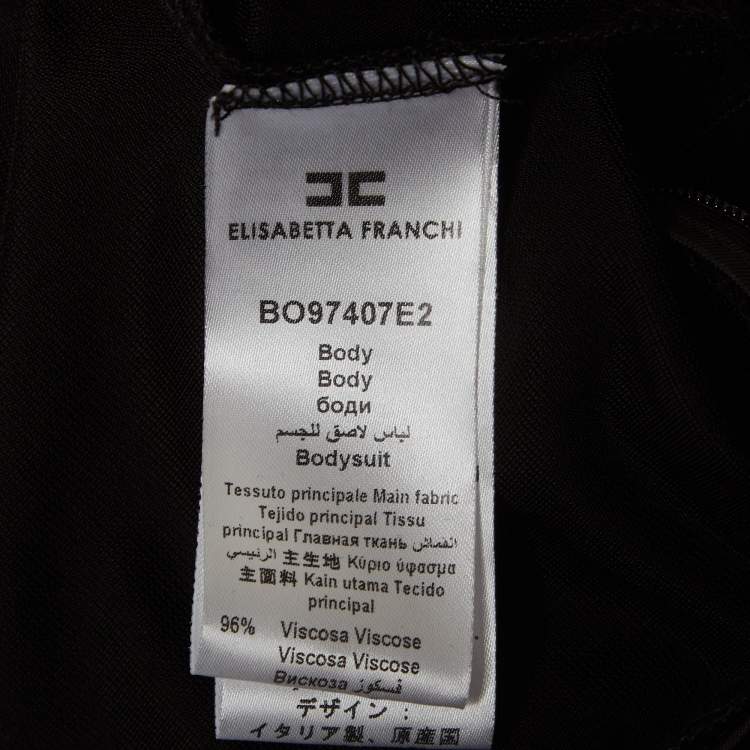 ELISABETTA FRANCHI
BO97407E2
Body
Body
боди
لباس لاصق للجسم
Bodysuit
Tessuto principale Main fabric
Tejido principal Tissu
principal Главная ткань القماش
الرئيسي 主生地 Κύριο ύφασμα
主面料 Kain utama Tecido
principal
96% Viscosa Viscose
Viscosa Viscose
Вискоза فسكوز
デザイン：
イタリア製、原産国